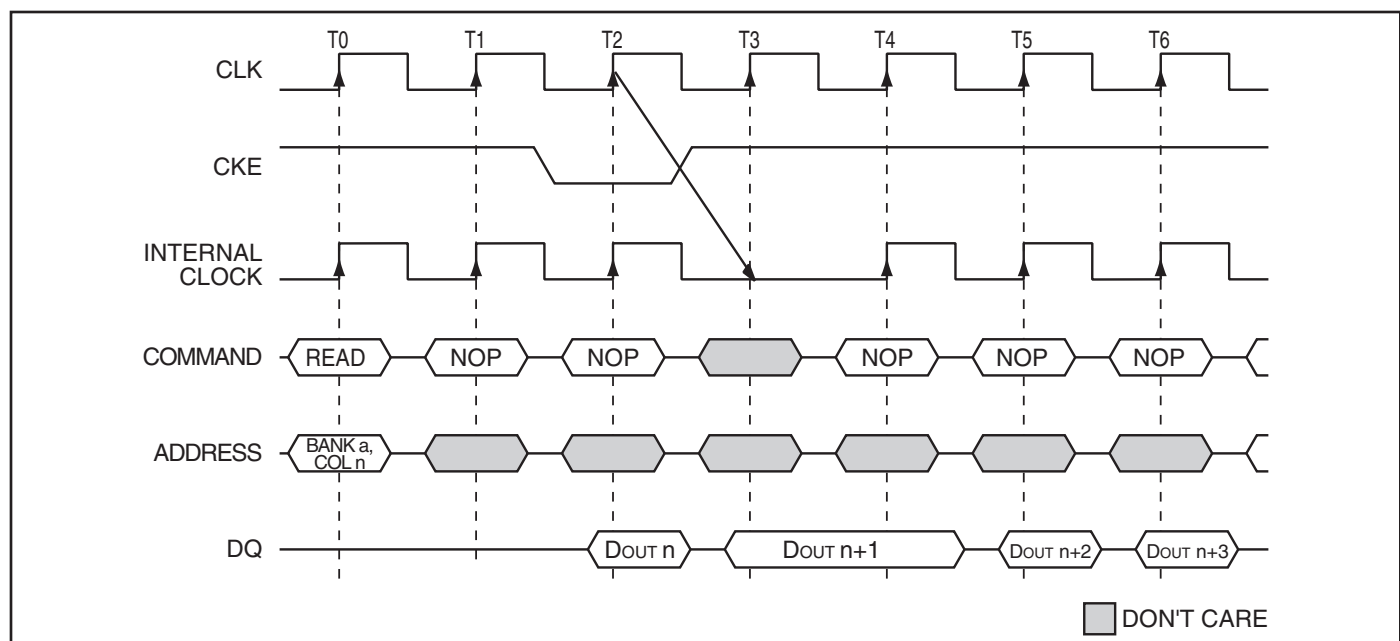 T0 T1 T2 T3 T4 T5 T6
CLK
CKE
INTERNAL
CLOCK
COMMAND READ NOP NOP NOP NOP NOP
ADDRESS BANK a,
COL n
DQ DOUT n DOUT n+1 DOUT n+2 DOUT n+3
DON'T CARE